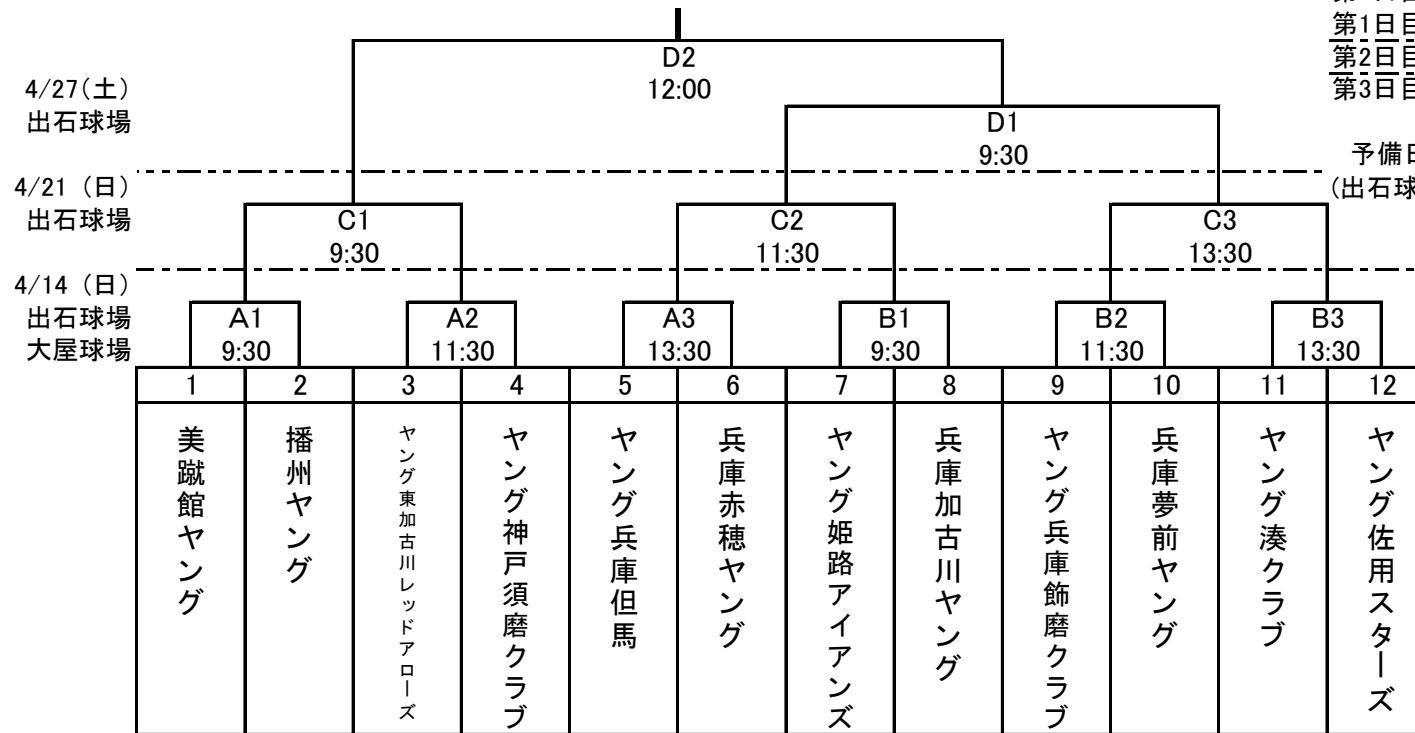 第1日目
第2日目
第3日目
予備日
(出石球
D2
12:00
4/27(土)
出石球場
D1
9:30
4/21 (日)
出石球場
C1
9:30
C2
11:30
C3
13:30
4/14 (日)
出石球場
大屋球場
A1
9:30
A2
11:30
A3
13:30
B1
9:30
B2
11:30
B3
13:30
1 2 3 4 5 6 7 8 9 10 11 12
美蹴館ヤング
播州ヤング
ヤング東加古川レッドアローズ
ヤング神戸須磨クラブ
ヤング兵庫但馬
兵庫赤穂ヤング
ヤング姫路アイアンズ
兵庫加古川ヤング
ヤング兵庫飾磨クラブ
兵庫夢前ヤング
ヤング湊クラブ
ヤング佐用スターズ